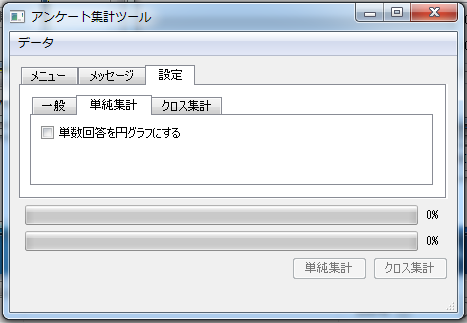 アンケート集計ツール
データ
メニュー メッセージ 設定
一般 単純集計 クロス集計
単数回答を円グラフにする
0%
0%
単純集計 クロス集計